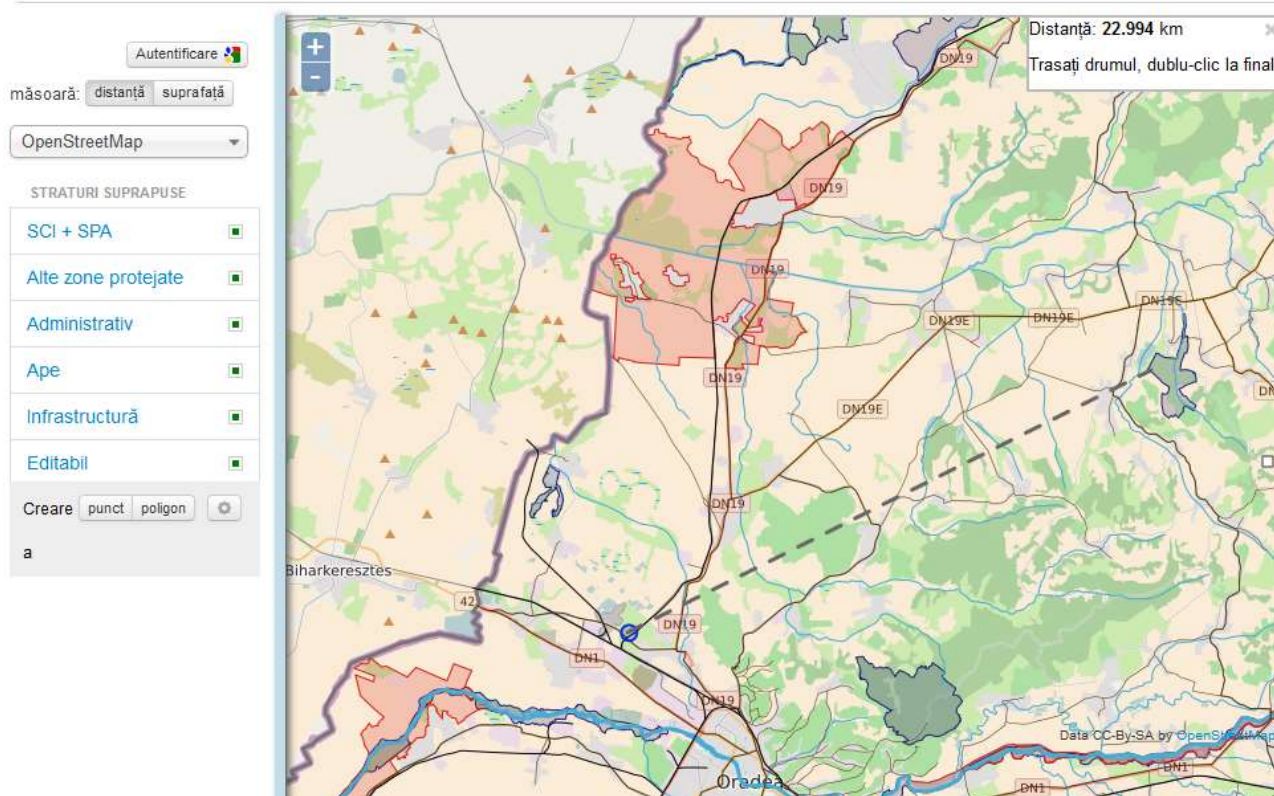 Autentificare
măsoară: distanță suprafață
OpenStreetMap
STRATURI SUPRAPUSE
SCI + SPA
Alte zone protejate
Administrativ
Ape
Infrastructură
Editabil
Creare punct poligon
a
+
-
Distanță: 22.994 km
Trasați drumul, dublu-clic la final
DN19
DN19
DN19
DN19E
DN19E
DN19E
DN19
DN19E
DN19
Biharkeresztes
42
DN19
DN1
DN19
Data CC-By-SA by OpenStreetMap
DN1
Oradea
DN1